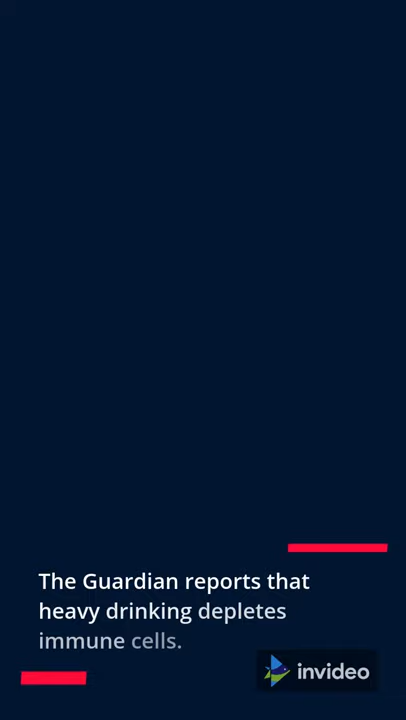 The Guardian reports that
heavy drinking depletes
immune cells.
invideo